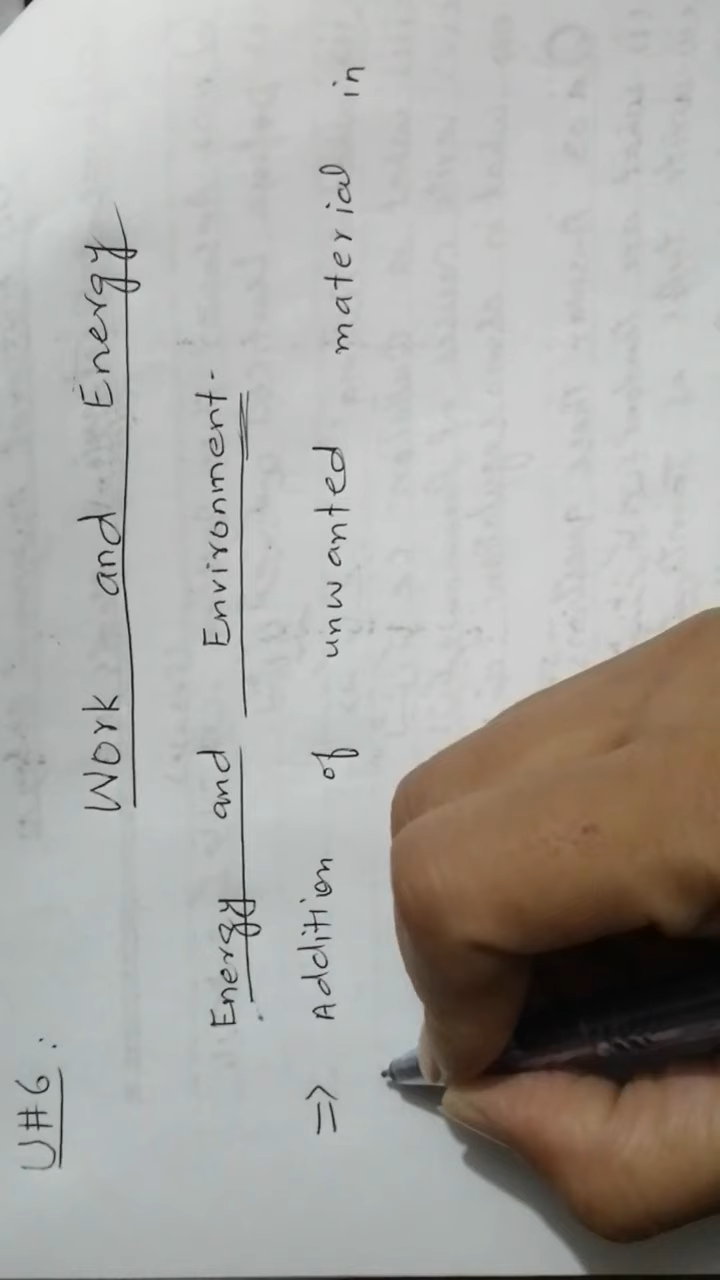 U#6.
Work and Energy
Energy and Environment.
=> Addition of unwanted material in